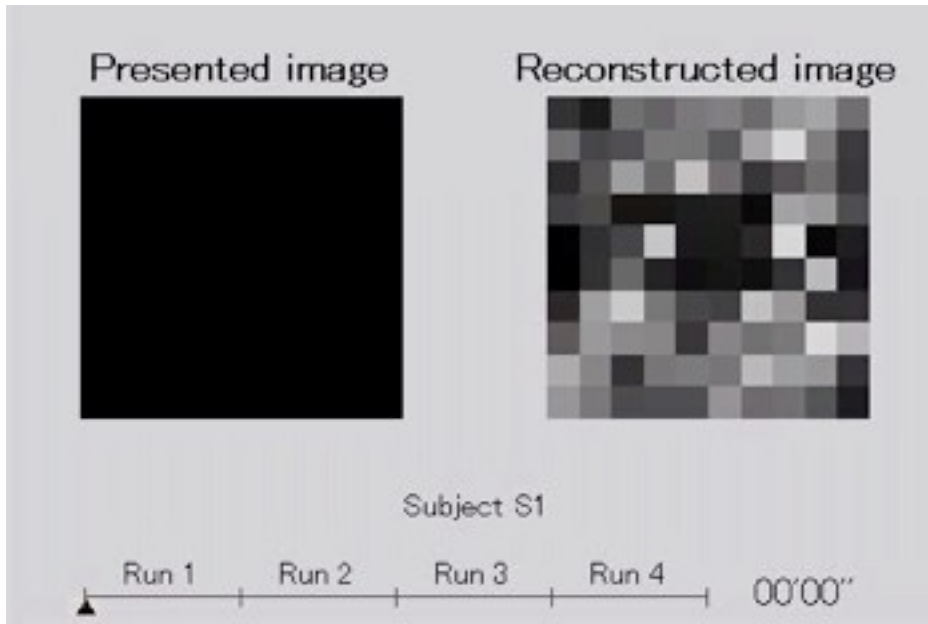 Presented image Reconstructed image
Subject S1
Run 1 Run 2 Run 3 Run 4 00'00"